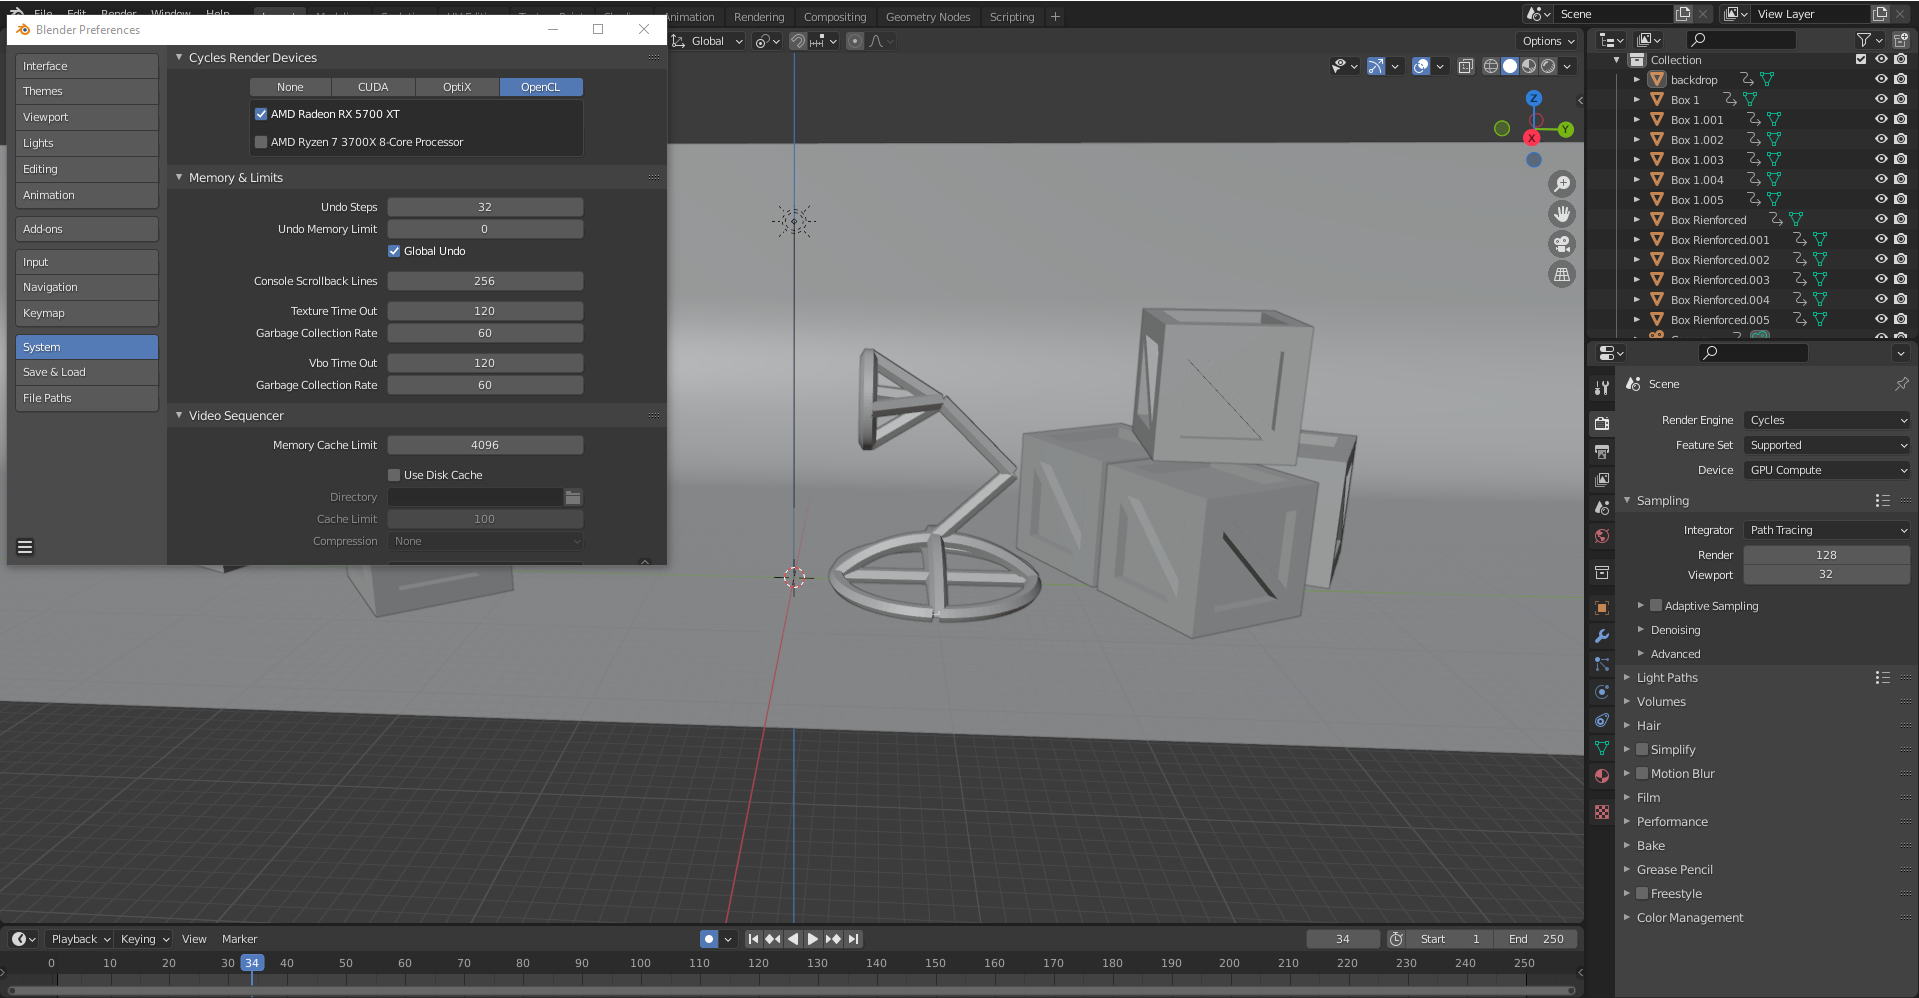 File Edit Render Window Help
Layout Animation Rendering Compositing Geometry Nodes Scripting +
Scene
View Layer
Blender Preferences
Global
Options
Interface
Themes
Viewport
Lights
Editing
Animation
Add-ons
Input
Navigation
Keymap
System
Save & Load
File Paths
Cycles Render Devices
None CUDA OptiX OpenCL
AMD Radeon RX 5700 XT
AMD Ryzen 7 3700X 8-Core Processor
Memory & Limits
Undo Steps 32
Undo Memory Limit 0
Global Undo
Console Scrollback Lines 256
Texture Time Out 120
Garbage Collection Rate 60
Vbo Time Out 120
Garbage Collection Rate 60
Video Sequencer
Memory Cache Limit 4096
Use Disk Cache
Directory
Cache Limit 100
Compression None
Z
Y
X
Collection
backdrop
Box 1
Box 1.001
Box 1.002
Box 1.003
Box 1.004
Box 1.005
Box Rienforced
Box Rienforced.001
Box Rienforced.002
Box Rienforced.003
Box Rienforced.004
Box Rienforced.005
Scene
Render Engine Cycles
Feature Set Supported
Device GPU Compute
Sampling
Integrator Path Tracing
Render 128
Viewport 32
Adaptive Sampling
Denoising
Advanced
Light Paths
Volumes
Hair
Simplify
Motion Blur
Film
Performance
Bake
Grease Pencil
Freestyle
Color Management
Playback Keying View Marker
34 Start 1 End 250
0 10 20 30 34 40 50 60 70 80 90 100 110 120 130 140 150 160 170 180 190 200 210 220 230 240 250